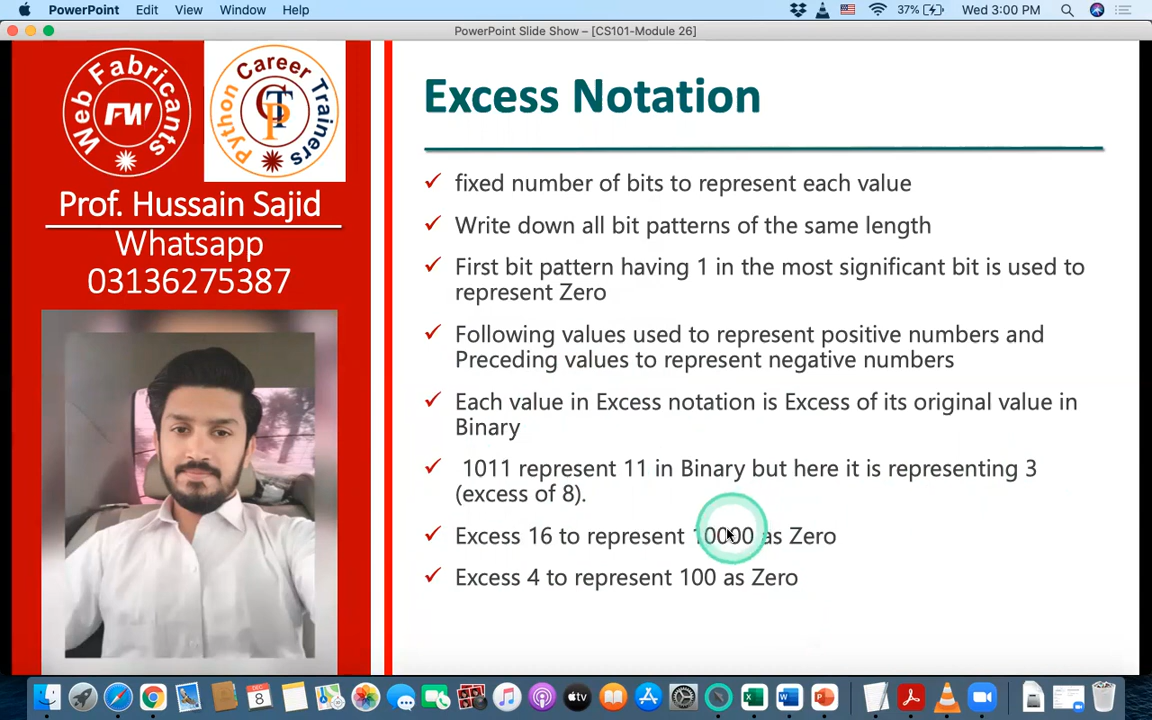 PowerPoint Edit View Window Help 37% Wed 3:00 PM
PowerPoint Slide Show – [CS101-Module 26]
Web Fabricants
FW
Python Career Trainers
CTP
Prof. Hussain Sajid
Whatsapp
03136275387
Excess Notation
fixed number of bits to represent each value
Write down all bit patterns of the same length
First bit pattern having 1 in the most significant bit is used to
represent Zero
Following values used to represent positive numbers and
Preceding values to represent negative numbers
Each value in Excess notation is Excess of its original value in
Binary
1011 represent 11 in Binary but here it is representing 3
(excess of 8).
Excess 16 to represent 10000 as Zero
Excess 4 to represent 100 as Zero
DEC
8
tv